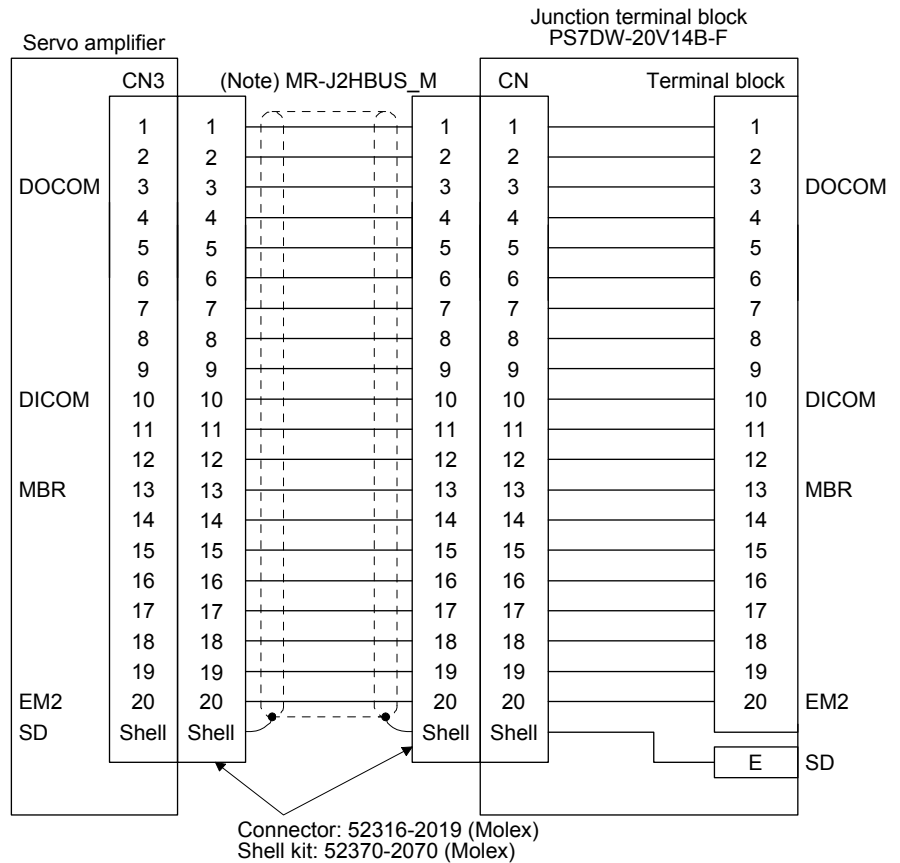 Junction terminal block
PS7DW-20V14B-F
Servo amplifier
CN3 (Note) MR-J2HBUS_M CN Terminal block
1 1 1 1 1
2 2 2 2 2
DOCOM 3 3 3 3 3 DOCOM
4 4 4 4 4
5 5 5 5 5
6 6 6 6 6
7 7 7 7 7
8 8 8 8 8
9 9 9 9 9
DICOM 10 10 10 10 10 DICOM
11 11 11 11 11
12 12 12 12 12
MBR 13 13 13 13 13 MBR
14 14 14 14 14
15 15 15 15 15
16 16 16 16 16
17 17 17 17 17
18 18 18 18 18
19 19 19 19 19
EM2 20 20 20 20 20 EM2
SD Shell Shell Shell Shell
E SD
Connector: 52316-2019 (Molex)
Shell kit: 52370-2070 (Molex)